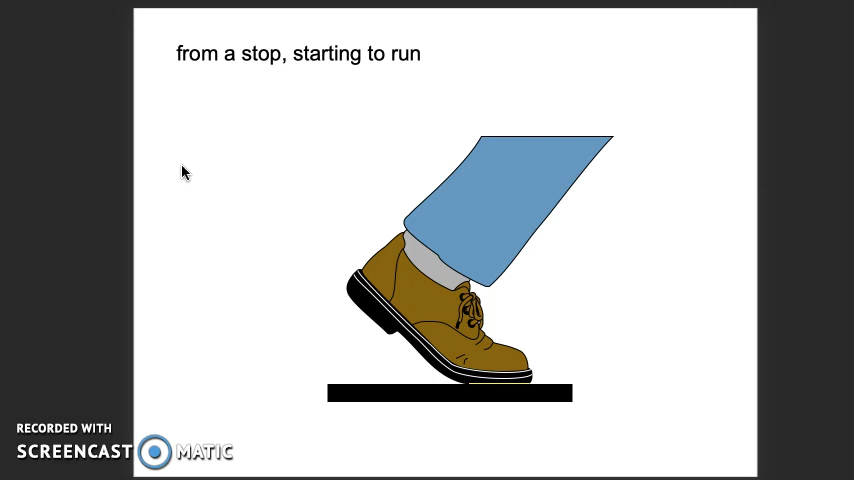 from a stop, starting to run
RECORDED WITH
SCREENCAST MATIC